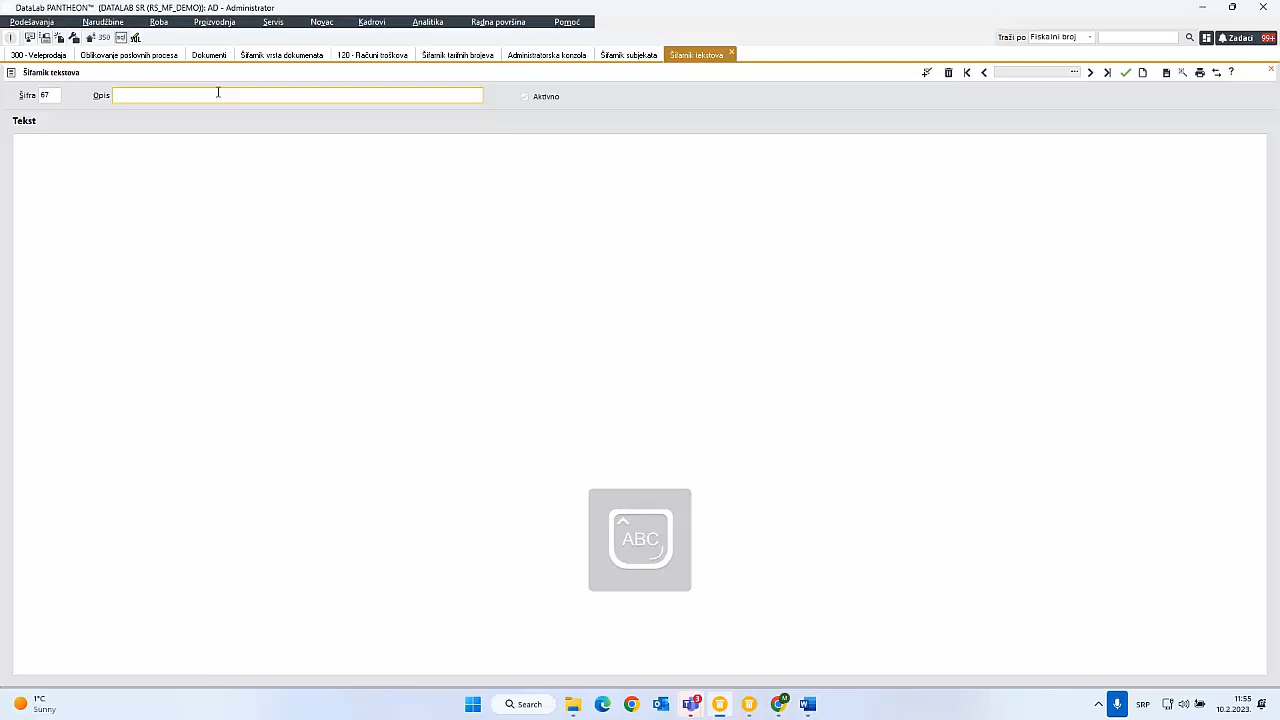 DataLab PANTHEON™ (DATALAB SR (RS_MF_DEMO)); AD - Administrator
Podešavanja Narudžbine Roba Proizvodnja Servis Novac Kadrovi Analitika Radna površina Pomoć
350 Traži po Fiskalni broj Zadaci 99+
300 - Veleprodaja Oblikovanje poslovnih procesa Dokumenti Šifarnik vrsta dokumenata 120 - Računi troškova Šifarnik tarifnih brojeva Administratorska konzola Šifarnik subjekata Šifarnik tekstova
Šifarnik tekstova
Šifra 67 Opis Aktivno
Tekst
ABC
1°C
Sunny
Search
3
M
SRP
11:55
10.2.2023.